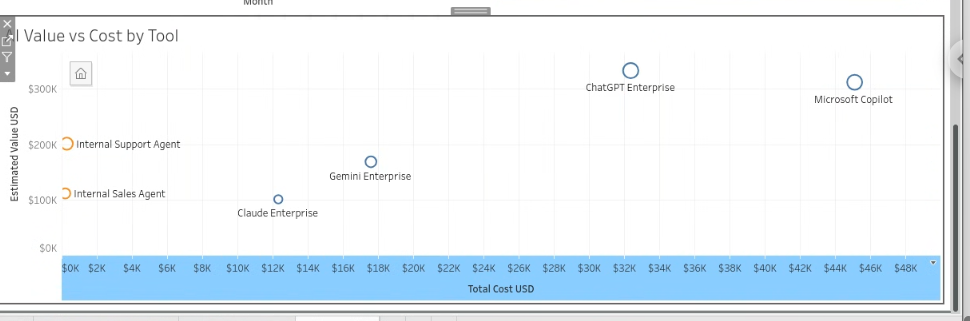 Month
AI Value vs Cost by Tool
Estimated Value USD
$300K
$200K
$100K
$0K
ChatGPT Enterprise
Microsoft Copilot
Internal Support Agent
Gemini Enterprise
Internal Sales Agent
Claude Enterprise
$0K $2K $4K $6K $8K $10K $12K $14K $16K $18K $20K $22K $24K $26K $28K $30K $32K $34K $36K $38K $40K $42K $44K $46K $48K
Total Cost USD